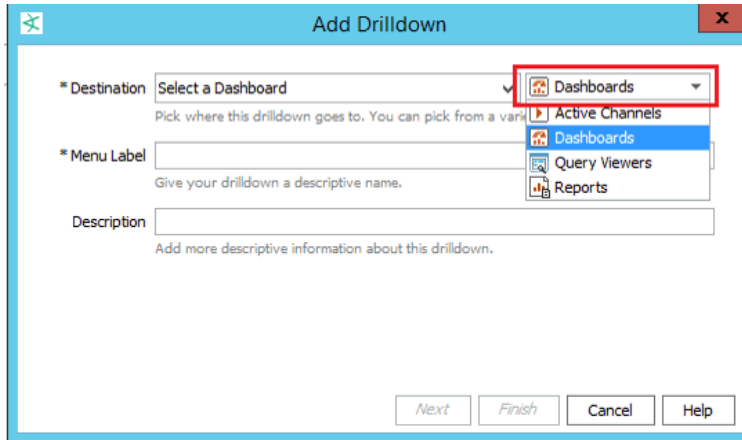 Add Drilldown
x
* Destination Select a Dashboard Dashboards
Pick where this drilldown goes to. You can pick from a
Active Channels
Dashboards
* Menu Label
Query Viewers
Give your drilldown a descriptive name.
Reports
Description
Add more descriptive information about this drilldown.
Next Finish Cancel Help